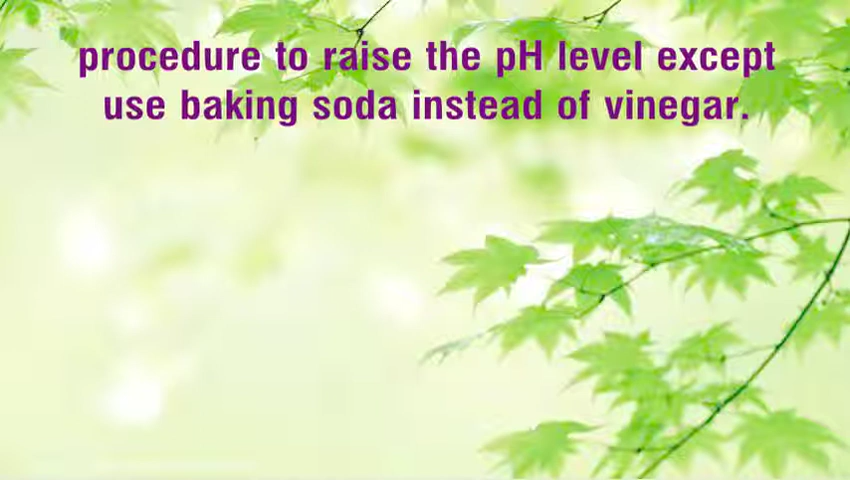 procedure to raise the pH level except
use baking soda instead of vinegar.